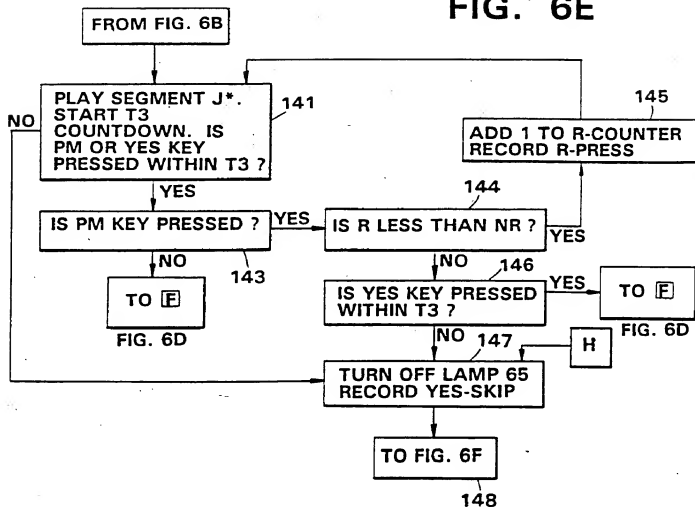 FIG. 6E
FROM FIG. 6B
NO
PLAY SEGMENT J*.
START T3
COUNTDOWN. IS
PM OR YES KEY
PRESSED WITHIN T3 ?
141
145
ADD 1 TO R-COUNTER
RECORD R-PRESS
YES
144
IS PM KEY PRESSED ?
YES
IS R LESS THAN NR ?
YES
NO
143
NO
146
TO F
FIG. 6D
IS YES KEY PRESSED
WITHIN T3 ?
YES
TO F
FIG. 6D
NO
147
H
TURN OFF LAMP 65
RECORD YES-SKIP
TO FIG. 6F
148